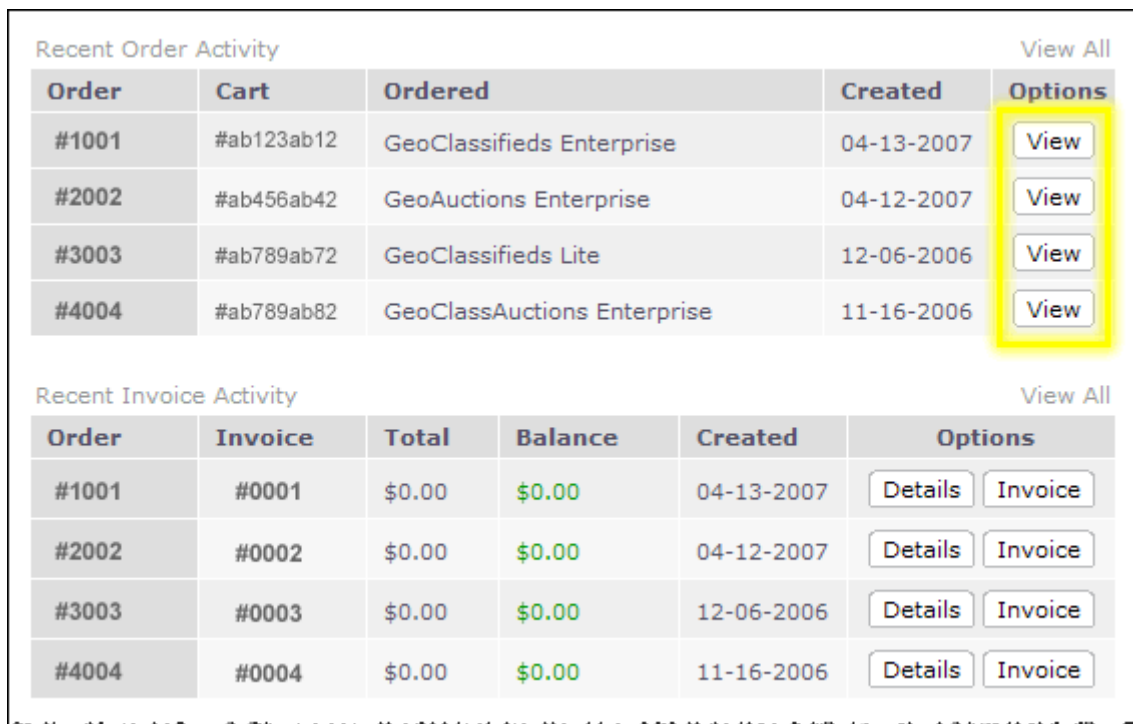 Recent Order Activity View All
Order Cart Ordered Created Options
#1001 #ab123ab12 GeoClassifieds Enterprise 04-13-2007 View
#2002 #ab456ab42 GeoAuctions Enterprise 04-12-2007 View
#3003 #ab789ab72 GeoClassifieds Lite 12-06-2006 View
#4004 #ab789ab82 GeoClassAuctions Enterprise 11-16-2006 View
Recent Invoice Activity View All
Order Invoice Total Balance Created Options
#1001 #0001 $0.00 $0.00 04-13-2007 Details Invoice
#2002 #0002 $0.00 $0.00 04-12-2007 Details Invoice
#3003 #0003 $0.00 $0.00 12-06-2006 Details Invoice
#4004 #0004 $0.00 $0.00 11-16-2006 Details Invoice